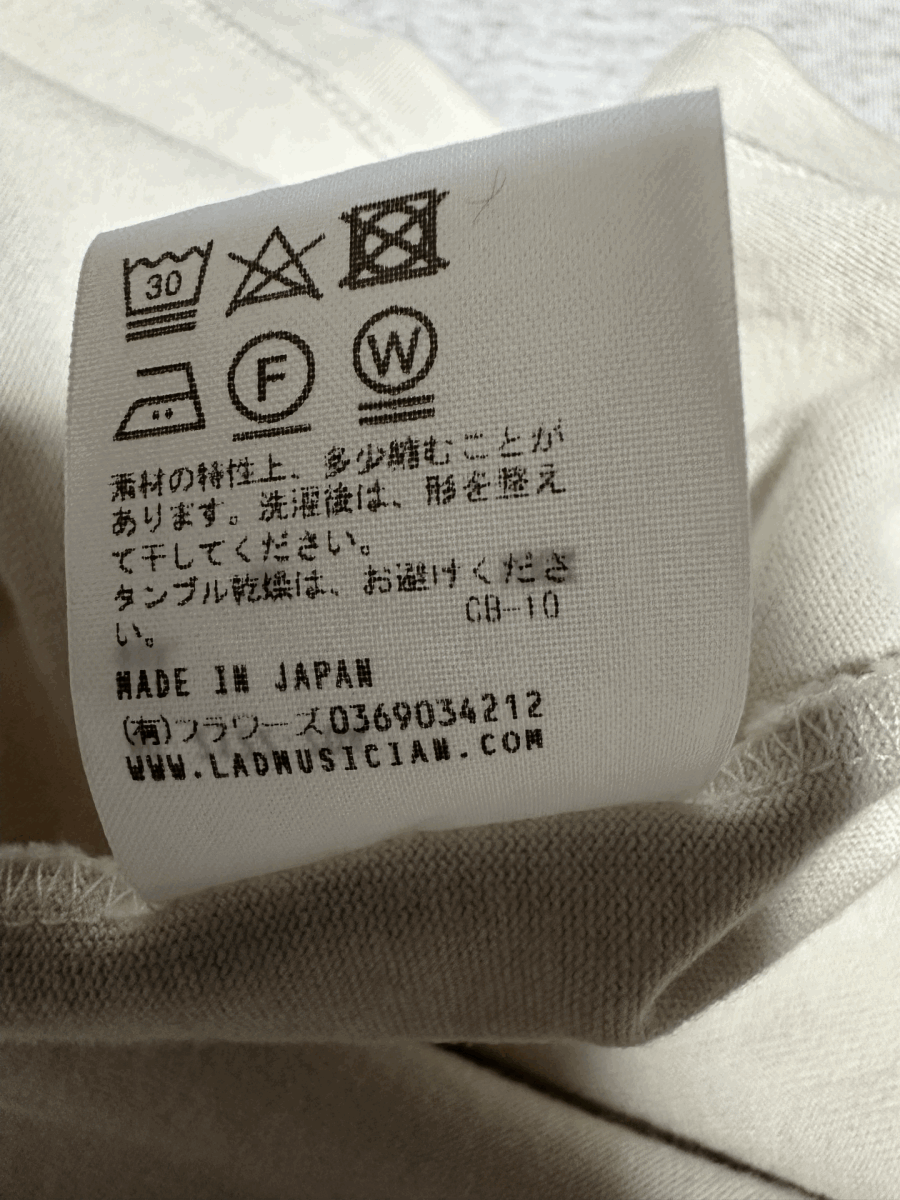 30
F
W
素材の特性上、多少縮むことが
あります。洗濯後は、形を整え
て干してください。
タンブル乾燥は、お避けくださ
い。
CB-10
MADE IN JAPAN
(有)フラワーズ0369034212
WWW.LADMUSICIAN.COM